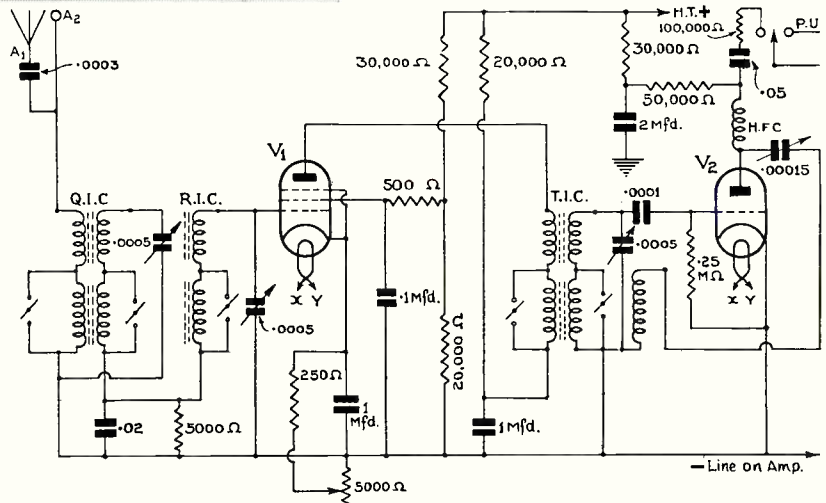 A2
H.T.+
A1
.0003
30,000 Ω
20,000 Ω
30,000 Ω
100,000 Ω
P.U
.05
50,000 Ω
2 Mfd.
H.F.C
V1
V2
.00015
Q.I.C
R.I.C.
500 Ω
T.I.C.
.0001
.0005
.0005
.25
MΩ
X Y
X Y
.0005
.1 Mfd.
20,000 Ω
250 Ω
1
Mfd.
.02
5000 Ω
1 Mfd.
5000 Ω
— Line on Amp.